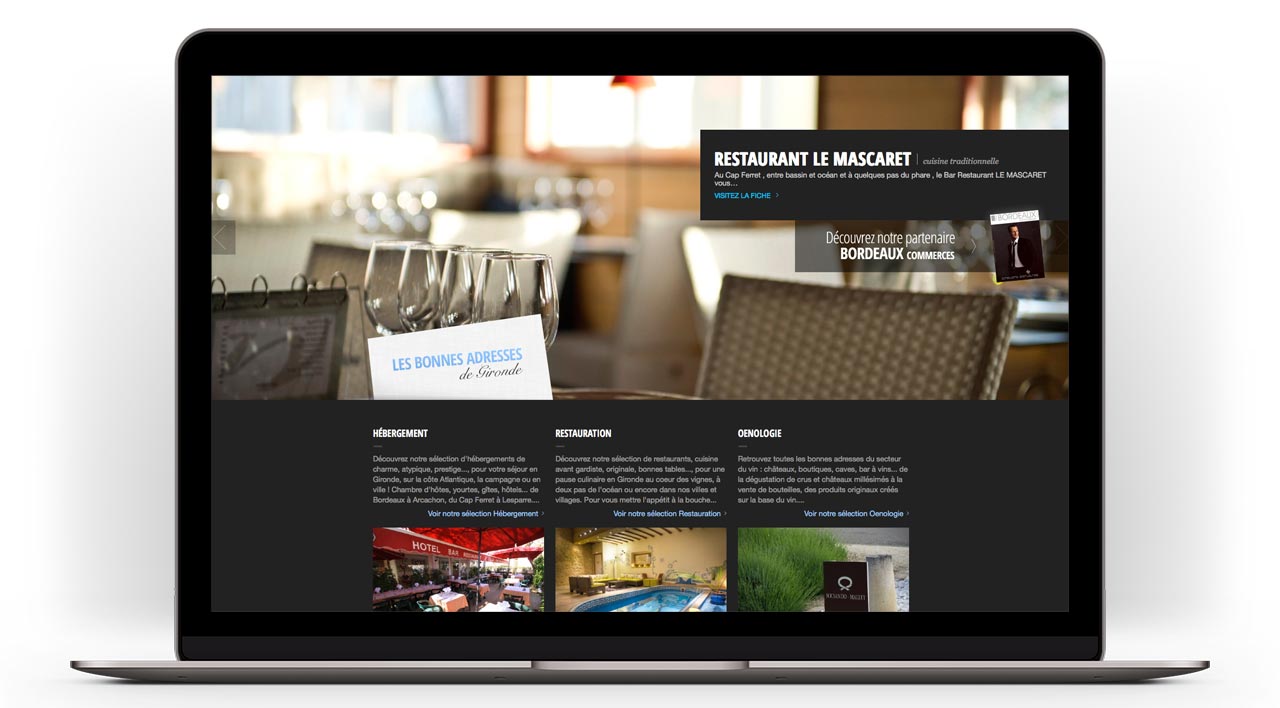 RESTAURANT LE MASCARET | cuisine traditionnelle
Au Cap Ferret , entre bassin et océan et à quelques pas du phare , le Bar Restaurant LE MASCARET
vous…
VISITEZ LA FICHE >
Découvrez notre partenaire
BORDEAUX COMMERCES
BORDEAUX
LES BONNES ADRESSES
de Gironde
HÉBERGEMENT
Découvrez notre sélection d'hébergements de
charme, atypique, prestige..., pour votre séjour en
Gironde, sur la côte Atlantique, la campagne ou en
ville ! Chambre d'hôtes, yourtes, gîtes, hôtels... de
Bordeaux à Arcachon, du Cap Ferret à Lesparre....
Voir notre sélection Hébergement >
RESTAURATION
Découvrez notre sélection de restaurants, cuisine
avant gardiste, originale, bonnes tables..., pour une
pause culinaire en Gironde au coeur des vignes, à
deux pas de l'océan ou encore dans nos villes et
villages. Pour vous mettre l'appétit à la bouche...
Voir notre sélection Restauration >
OENOLOGIE
Retrouvez toutes les bonnes adresses du secteur
du vin : châteaux, boutiques, caves, bar à vins... de
la dégustation de crus et châteaux millésimés à la
vente de bouteilles, des produits originaux créés
sur la base du vin....
Voir notre sélection Oenologie >
HOTEL BAR